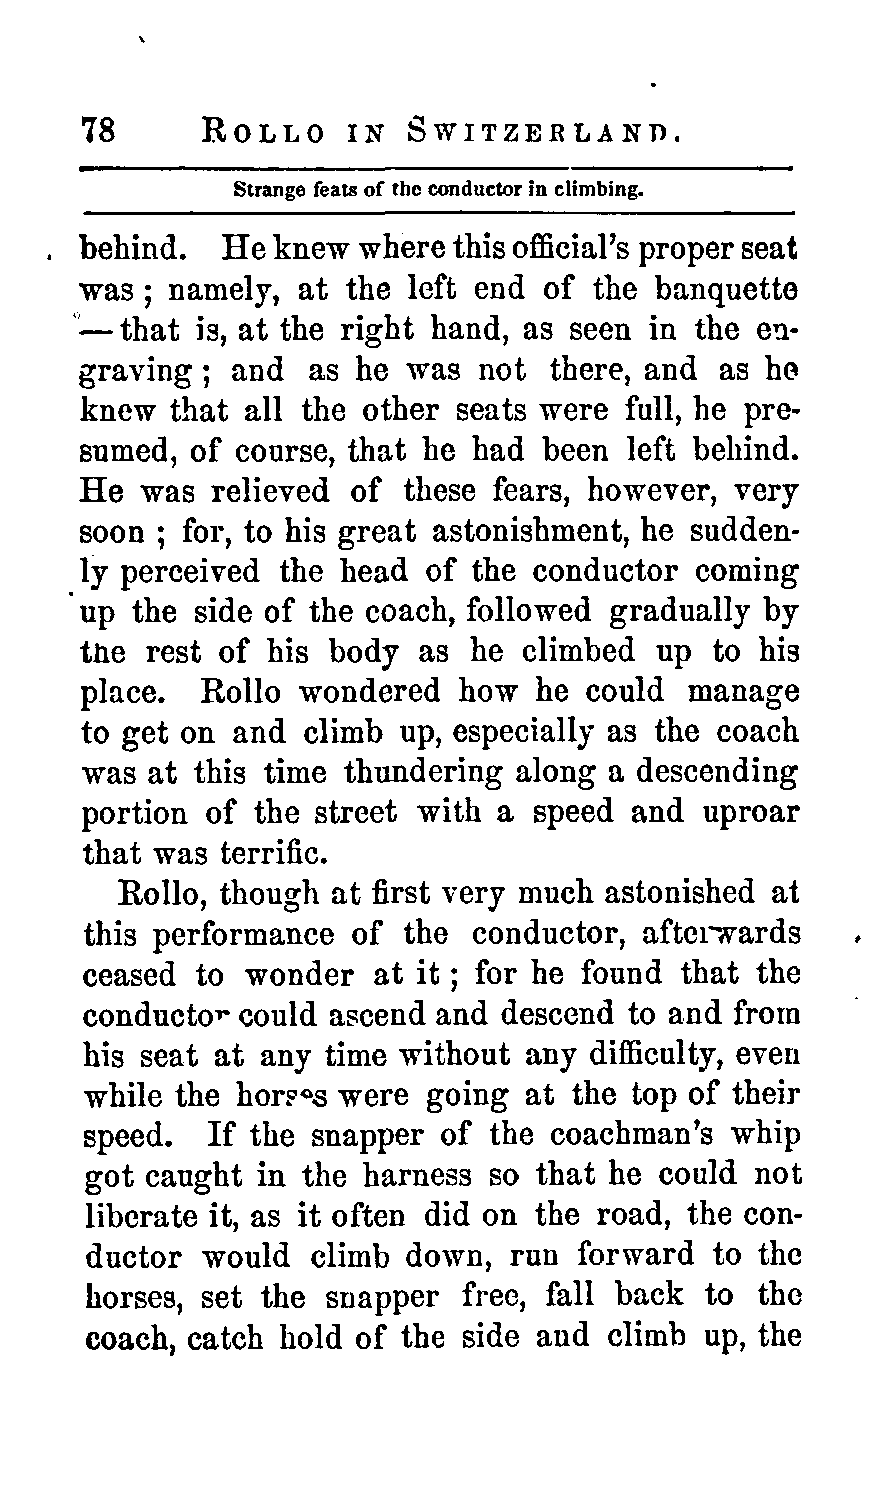 78 ROLLO IN SWITZERLAND.
Strange feats of the conductor in climbing.
behind. He knew where this official's proper seat
was ; namely, at the left end of the banquette
— that is, at the right hand, as seen in the en-
graving ; and as he was not there, and as he
knew that all the other seats were full, he pre-
sumed, of course, that he had been left behind.
He was relieved of these fears, however, very
soon ; for, to his great astonishment, he sudden-
ly perceived the head of the conductor coming
up the side of the coach, followed gradually by
the rest of his body as he climbed up to his
place. Rollo wondered how he could manage
to get on and climb up, especially as the coach
was at this time thundering along a descending
portion of the street with a speed and uproar
that was terrific.
Rollo, though at first very much astonished at
this performance of the conductor, afterwards
ceased to wonder at it ; for he found that the
conductor could ascend and descend to and from
his seat at any time without any difficulty, even
while the horses were going at the top of their
speed. If the snapper of the coachman's whip
got caught in the harness so that he could not
liberate it, as it often did on the road, the con-
ductor would climb down, run forward to the
horses, set the snapper free, fall back to the
coach, catch hold of the side and climb up, the